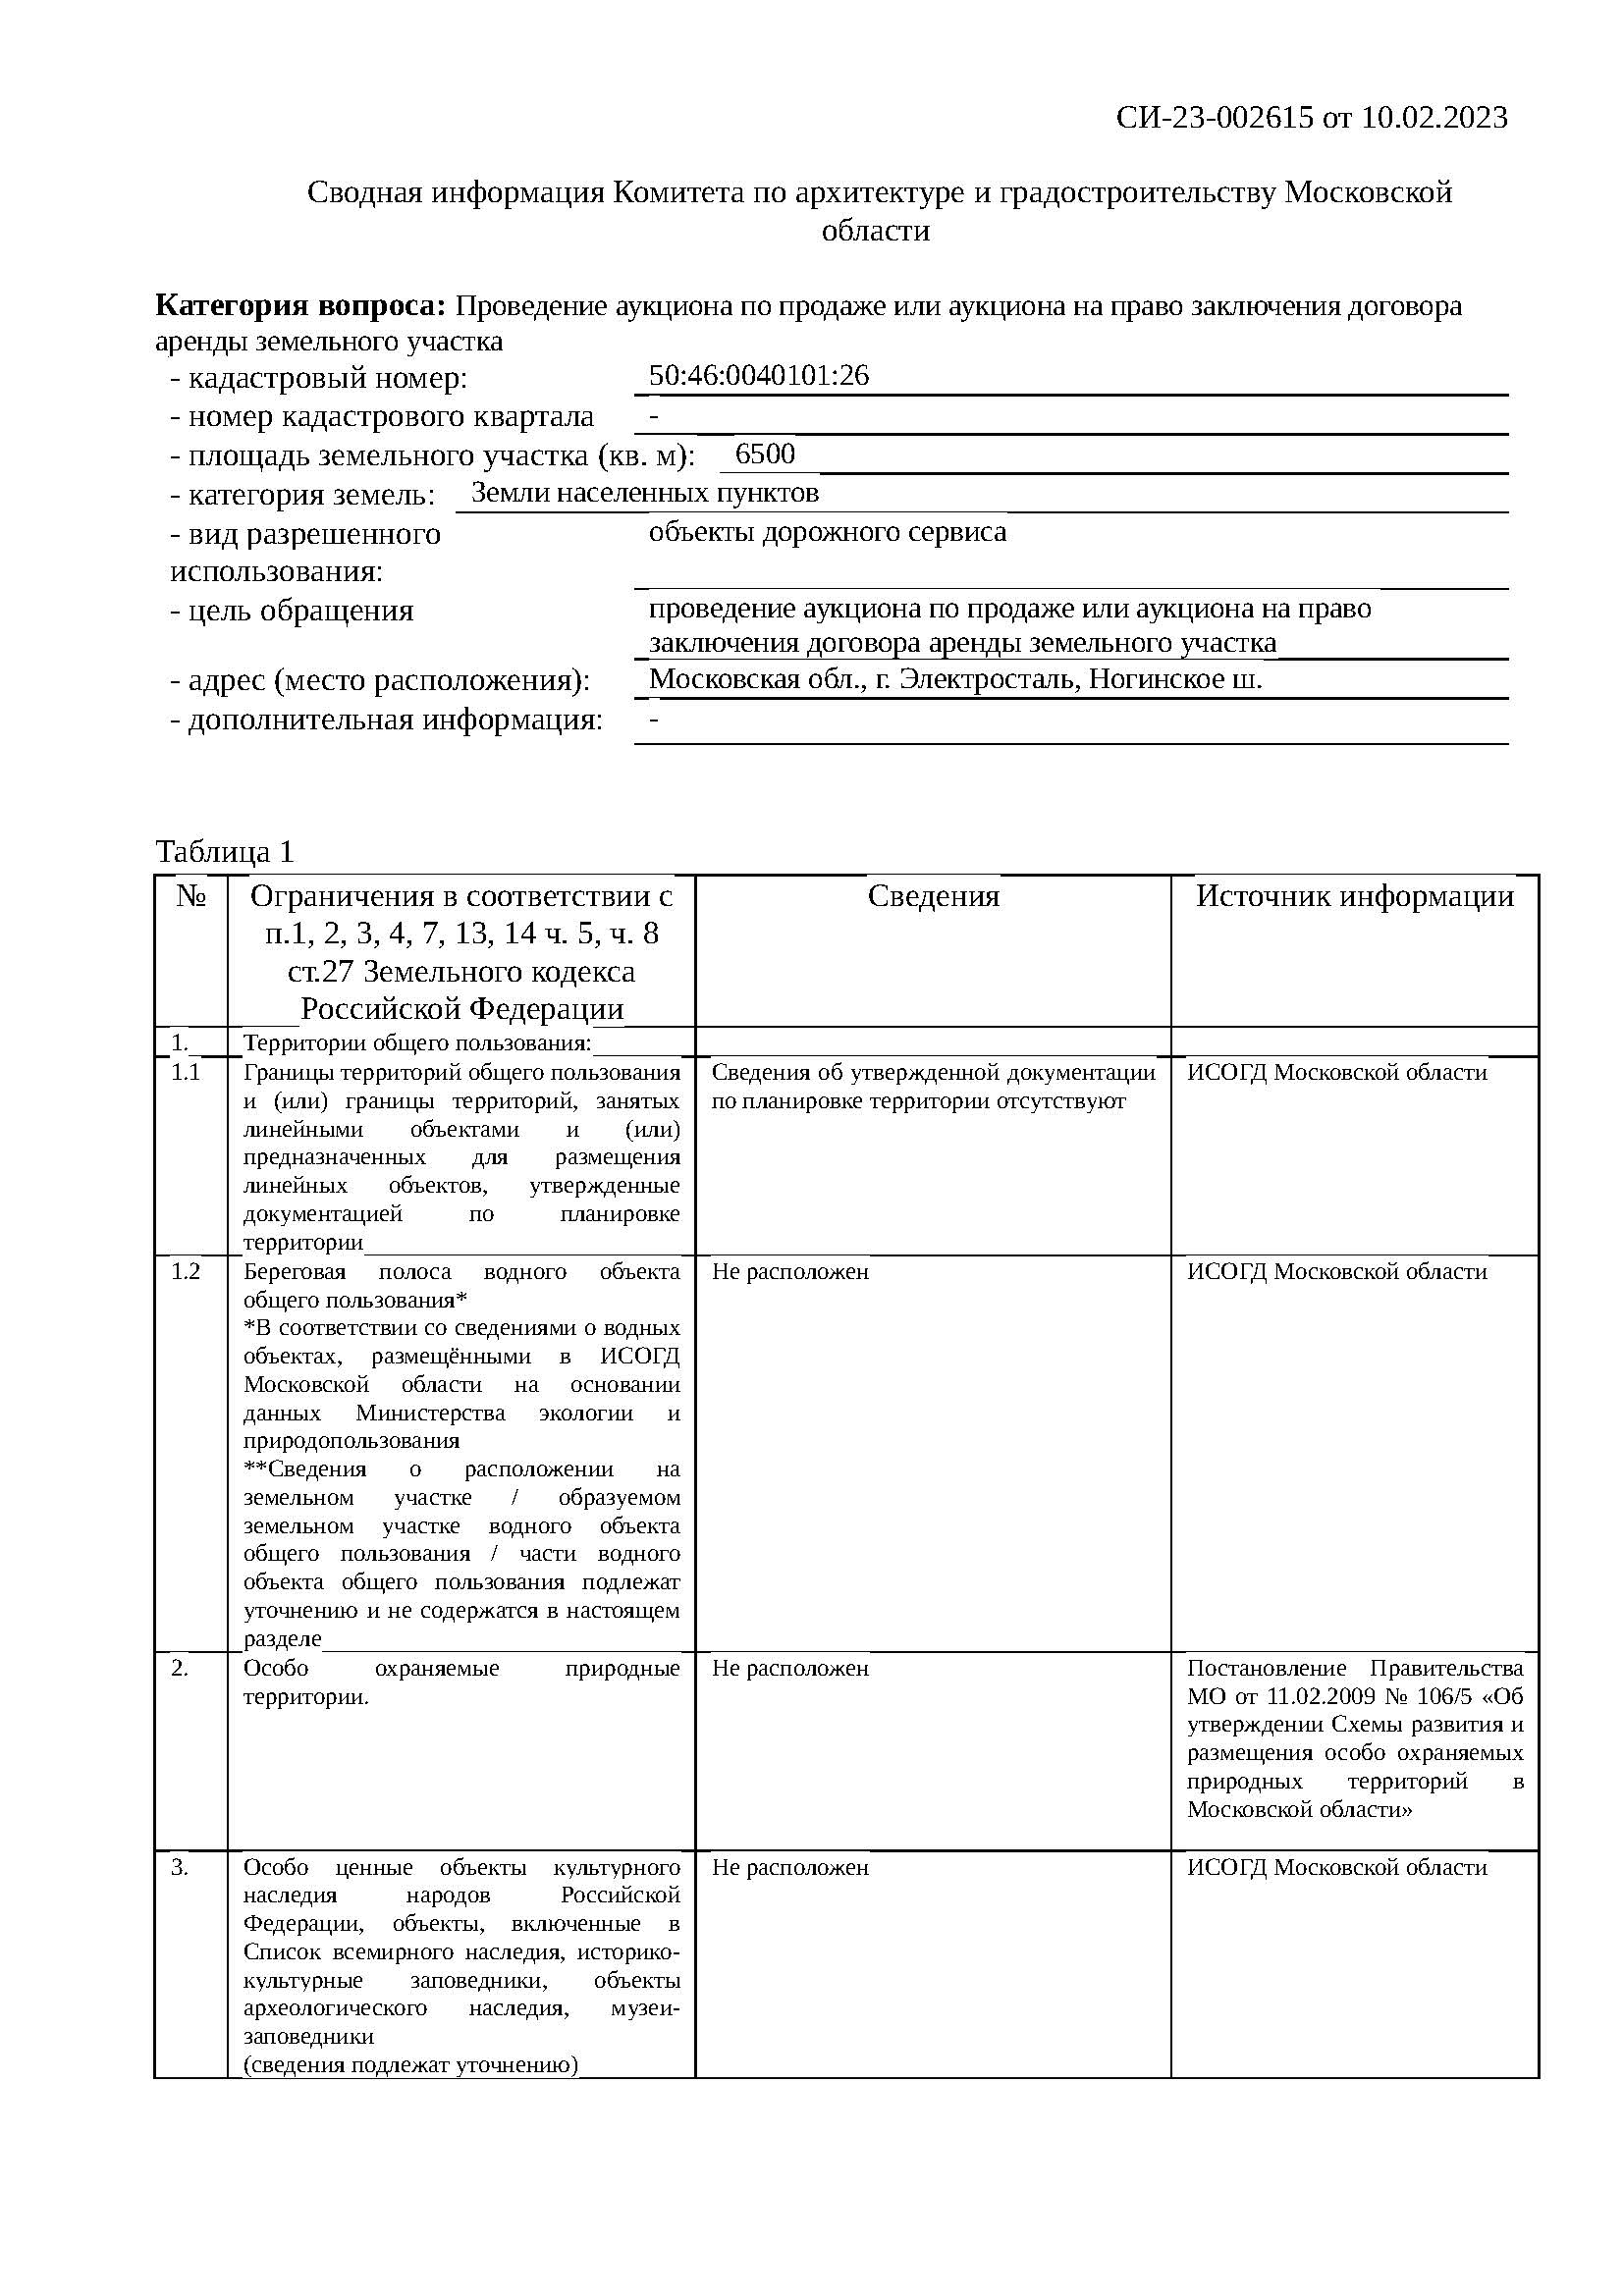 СИ-23-002615 от 10.02.2023
Сводная информация Комитета по архитектуре и градостроительству Московской
области
Категория вопроса: Проведение аукциона по продаже или аукциона на право заключения договора
аренды земельного участка
- кадастровый номер: 50:46:0040101:26
- номер кадастрового квартала -
- площадь земельного участка (кв. м): 6500
- категория земель: Земли населенных пунктов
- вид разрешенного объекты дорожного сервиса
использования:
- цель обращения проведение аукциона по продаже или аукциона на право
заключения договора аренды земельного участка
- адрес (место расположения): Московская обл., г. Электросталь, Ногинское ш.
- дополнительная информация: -
Таблица 1
№ Ограничения в соответствии с Сведения Источник информации
п.1, 2, 3, 4, 7, 13, 14 ч. 5, ч. 8
ст.27 Земельного кодекса
Российской Федерации
1. Территории общего пользования:
1.1 Границы территорий общего пользования Сведения об утвержденной документации ИСОГД Московской области
и (или) границы территорий, занятых по планировке территории отсутствуют
линейными объектами и (или)
предназначенных для размещения
линейных объектов, утвержденные
документацией по планировке
территории
1.2 Береговая полоса водного объекта Не расположен ИСОГД Московской области
общего пользования*
*В соответствии со сведениями о водных
объектах, размещёнными в ИСОГД
Московской области на основании
данных Министерства экологии и
природопользования
**Сведения о расположении на
земельном участке / образуемом
земельном участке водного объекта
общего пользования / части водного
объекта общего пользования подлежат
уточнению и не содержатся в настоящем
разделе
2. Особо охраняемые природные Не расположен Постановление Правительства
территории. МО от 11.02.2009 № 106/5 «Об
утверждении Схемы развития и
размещения особо охраняемых
природных территорий в
Московской области»
3. Особо ценные объекты культурного Не расположен ИСОГД Московской области
наследия народов Российской
Федерации, объекты, включенные в
Список всемирного наследия, историко-
культурные заповедники, объекты
археологического наследия, музеи-
заповедники
(сведения подлежат уточнению)